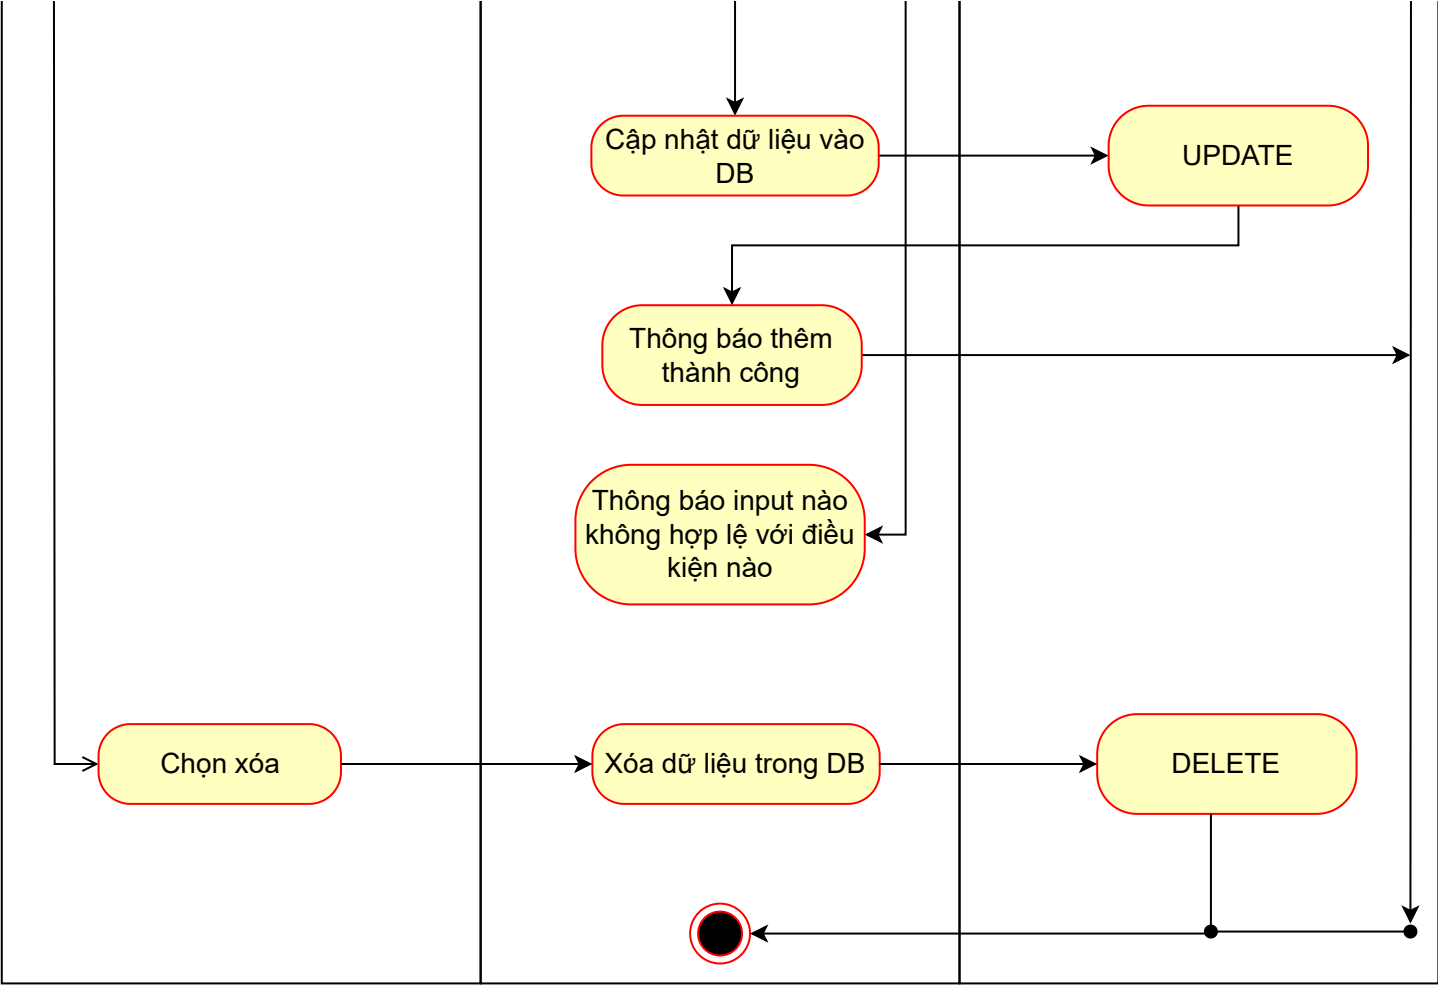 Cập nhật dữ liệu vào
DB
UPDATE
Thông báo thêm
thành công
Thông báo input nào
không hợp lệ với điều
kiện nào
Chọn xóa
Xóa dữ liệu trong DB
DELETE